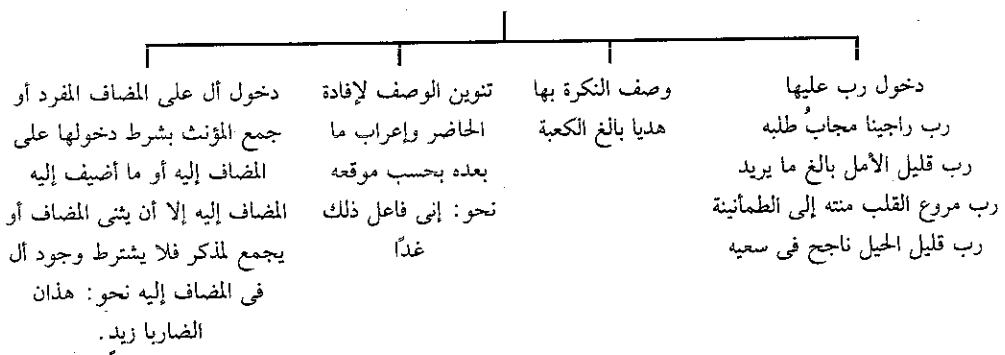 دخول رب عليها
رب راجينا مجابُ طلبه
رب قليل الأمل بالغ ما يريد
رب مروع القلب منته إلى الطمأنينة
رب قليل الحيل ناجح فى سعيه
وصف النكرة بها
هديا بالغ الكعبة
تنوين الوصف لإفادة
الحاضر وإعراب ما
بعده بحسب موقعه
نحو : إنى فاعل ذلك
غدًا
دخول أل على المضاف المفرد أو
جمع المؤنث بشرط دخولها على
المضاف إليه أو ما أضيف إليه
المضاف إليه إلا أن يثنى المضاف أو
يجمع لمذكر فلا يشترط وجود أل
فى المضاف إليه نحو : هذان
الضاربا زيد .